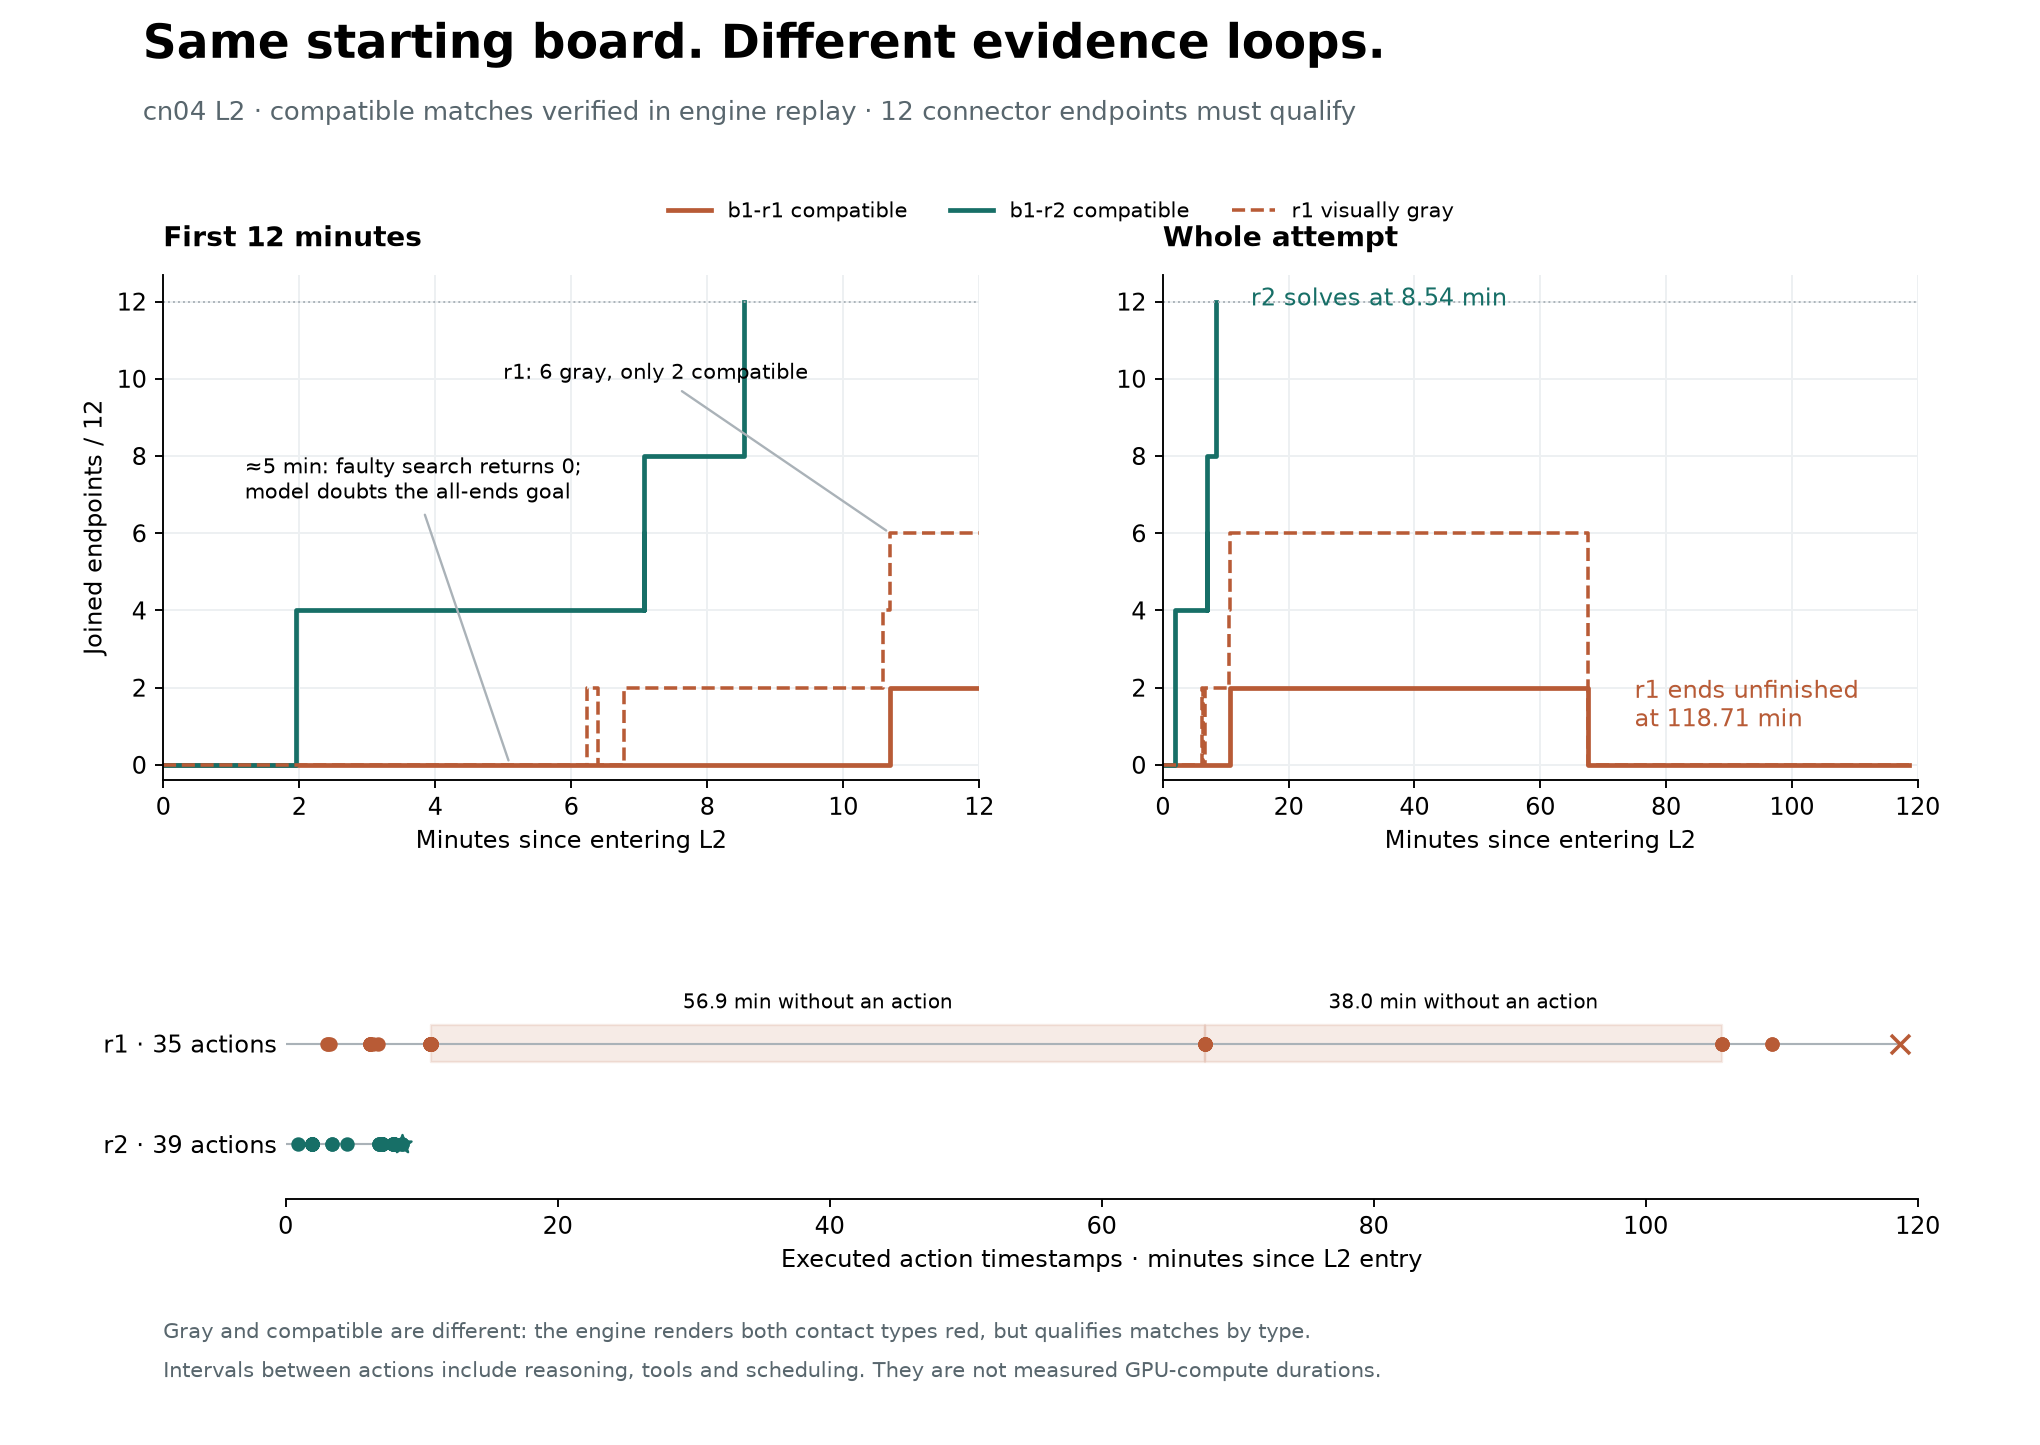 Same starting board. Different evidence loops.
cn04 L2 · compatible matches verified in engine replay · 12 connector endpoints must qualify
b1-r1 compatible
b1-r2 compatible
r1 visually gray
First 12 minutes
12
10
8
6
4
2
0
Joined endpoints / 12
r1: 6 gray, only 2 compatible
≈5 min: faulty search returns 0;
model doubts the all-ends goal
0 2 4 6 8 10 12
Minutes since entering L2
Whole attempt
12
10
8
6
4
2
0
r2 solves at 8.54 min
r1 ends unfinished
at 118.71 min
0 20 40 60 80 100 120
Minutes since entering L2
56.9 min without an action
38.0 min without an action
r1 · 35 actions
r2 · 39 actions
0 20 40 60 80 100 120
Executed action timestamps · minutes since L2 entry
Gray and compatible are different: the engine renders both contact types red, but qualifies matches by type.
Intervals between actions include reasoning, tools and scheduling. They are not measured GPU-compute durations.